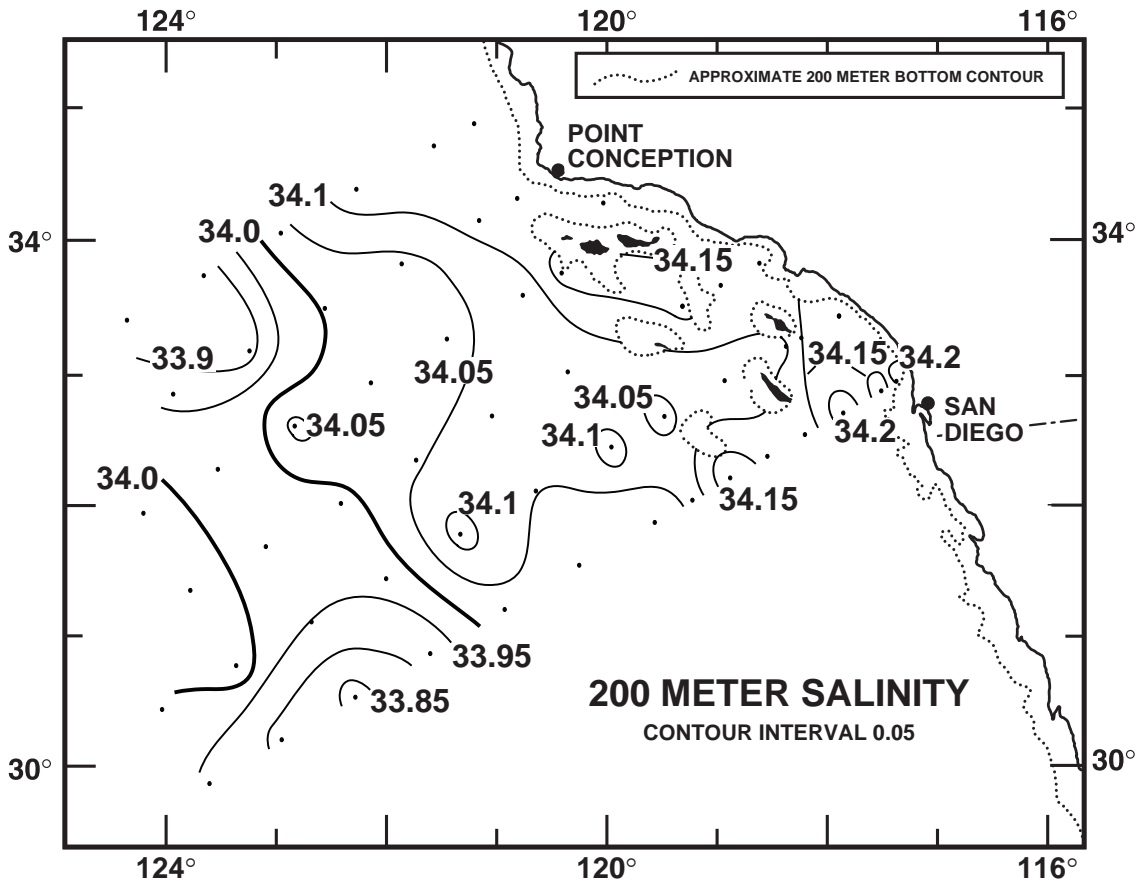 124° 120° 116°
APPROXIMATE 200 METER BOTTOM CONTOUR
POINT
CONCEPTION
34.1
34.0
34° 34°
34.15
33.9
34.15 34.2
34.05
34.05
34.05
34.1
34.2
SAN
DIEGO
34.0
34.1
34.15
33.95
33.85
200 METER SALINITY
CONTOUR INTERVAL 0.05
30° 30°
124° 120° 116°